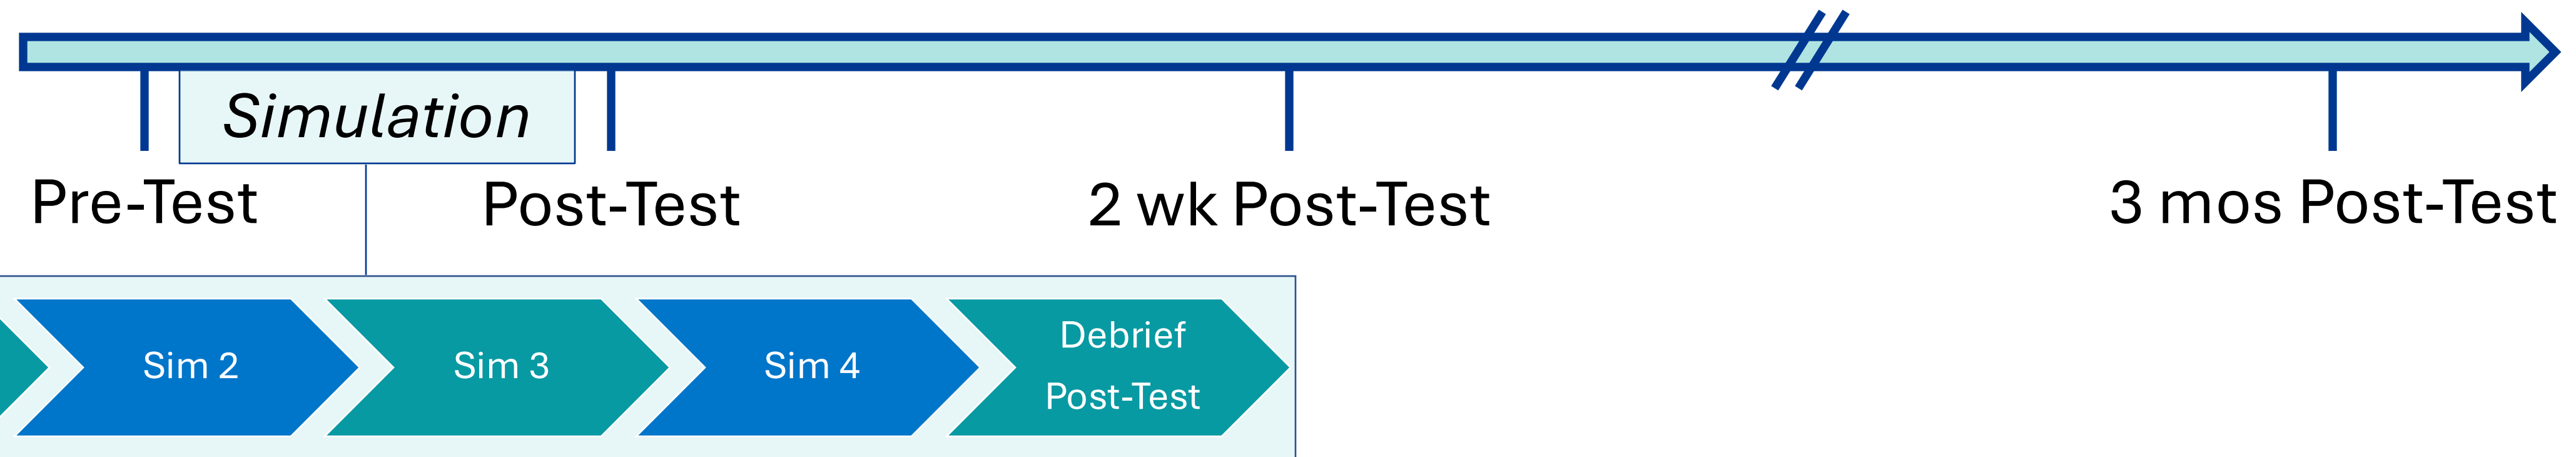 Simulation
Pre-Test
Post-Test
2 wk Post-Test
3 mos Post-Test
Sim 2
Sim 3
Sim 4
Debrief
Post-Test